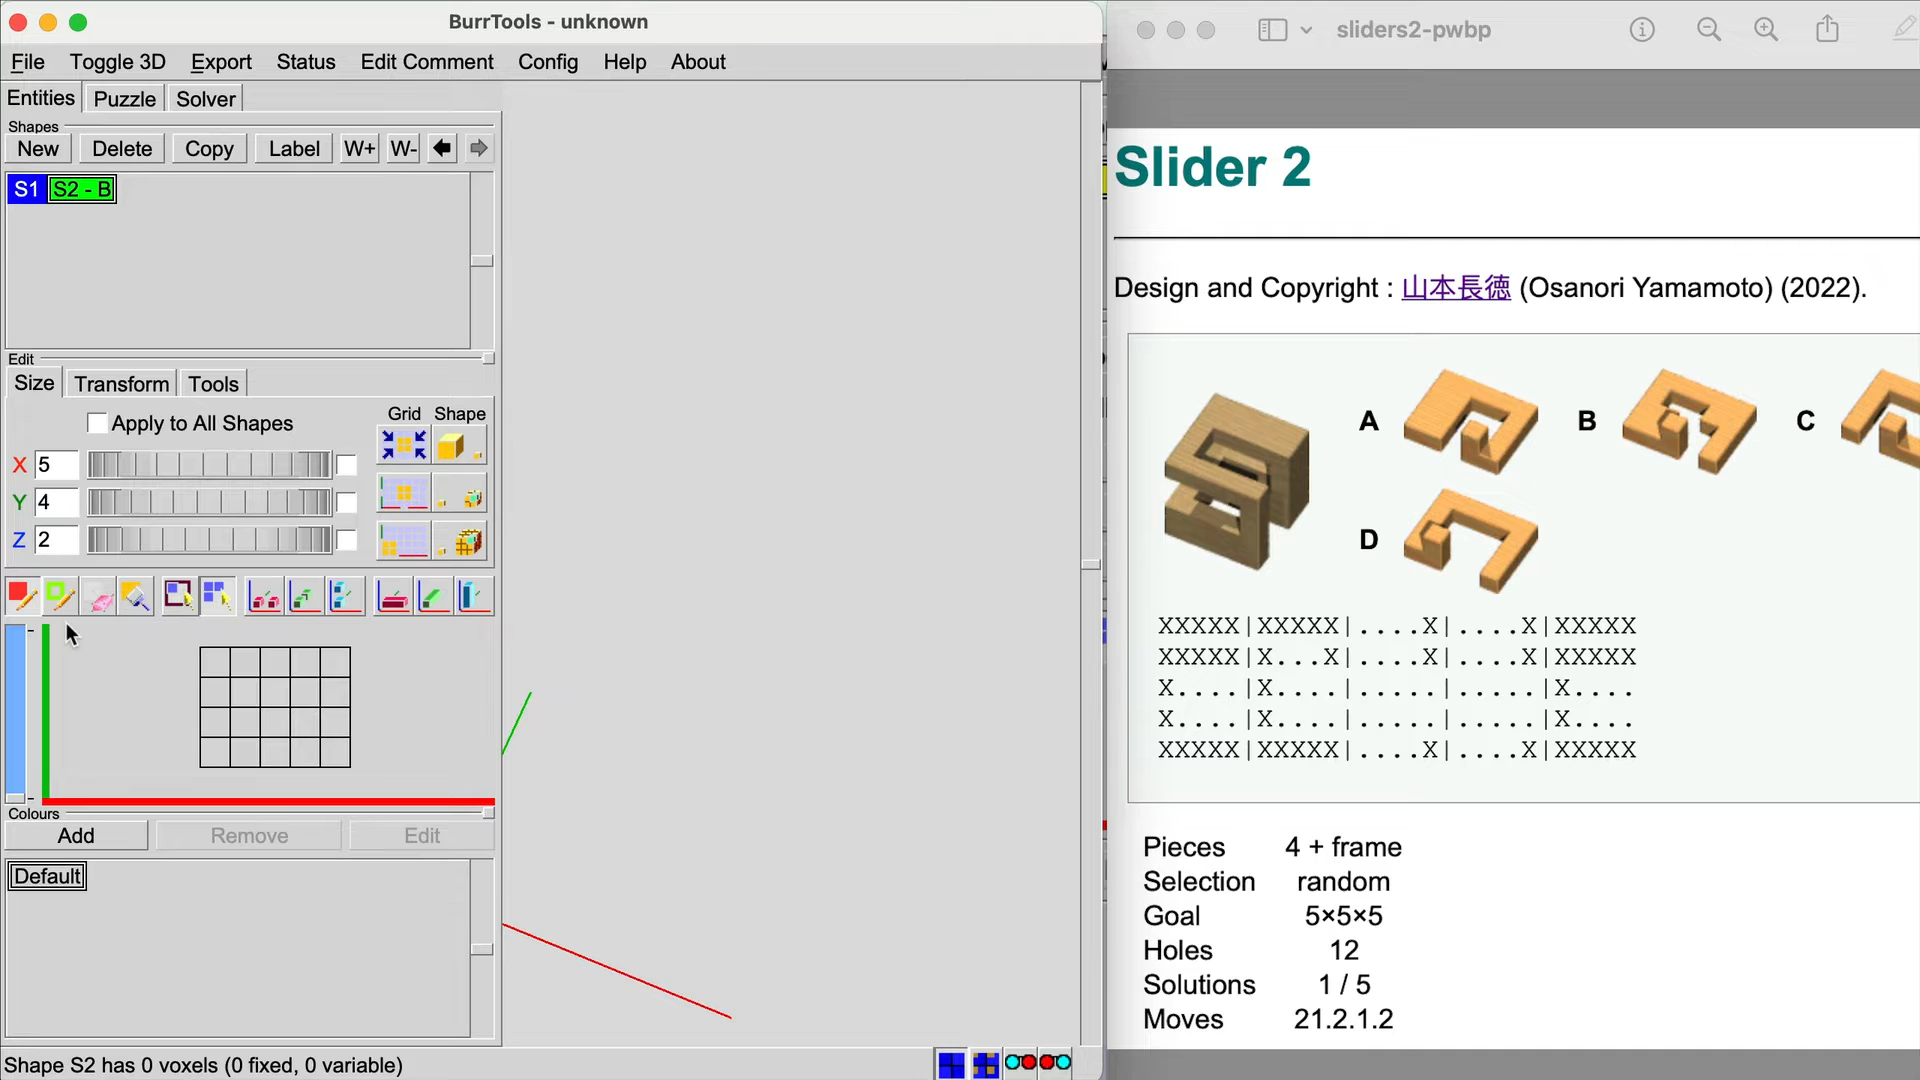 BurrTools - unknown
File Toggle 3D Export Status Edit Comment Config Help About
Entities Puzzle Solver
Shapes
New Delete Copy Label W+ W-
S1 S2 - B
Edit
Size Transform Tools
Apply to All Shapes
Grid Shape
X 5
Y 4
Z 2
Colours
Add Remove Edit
Default
Shape S2 has 0 voxels (0 fixed, 0 variable)
sliders2-pwbp
Slider 2
Design and Copyright : 山本長徳 (Osanori Yamamoto) (2022).
A B C
D
XXXXX|XXXXX|....X|....X|XXXXX
XXXXX|X...X|....X|....X|XXXXX
X....|X....|.....|.....|X....
X....|X....|.....|.....|X....
XXXXX|XXXXX|....X|....X|XXXXX
Pieces 4 + frame
Selection random
Goal 5×5×5
Holes 12
Solutions 1 / 5
Moves 21.2.1.2